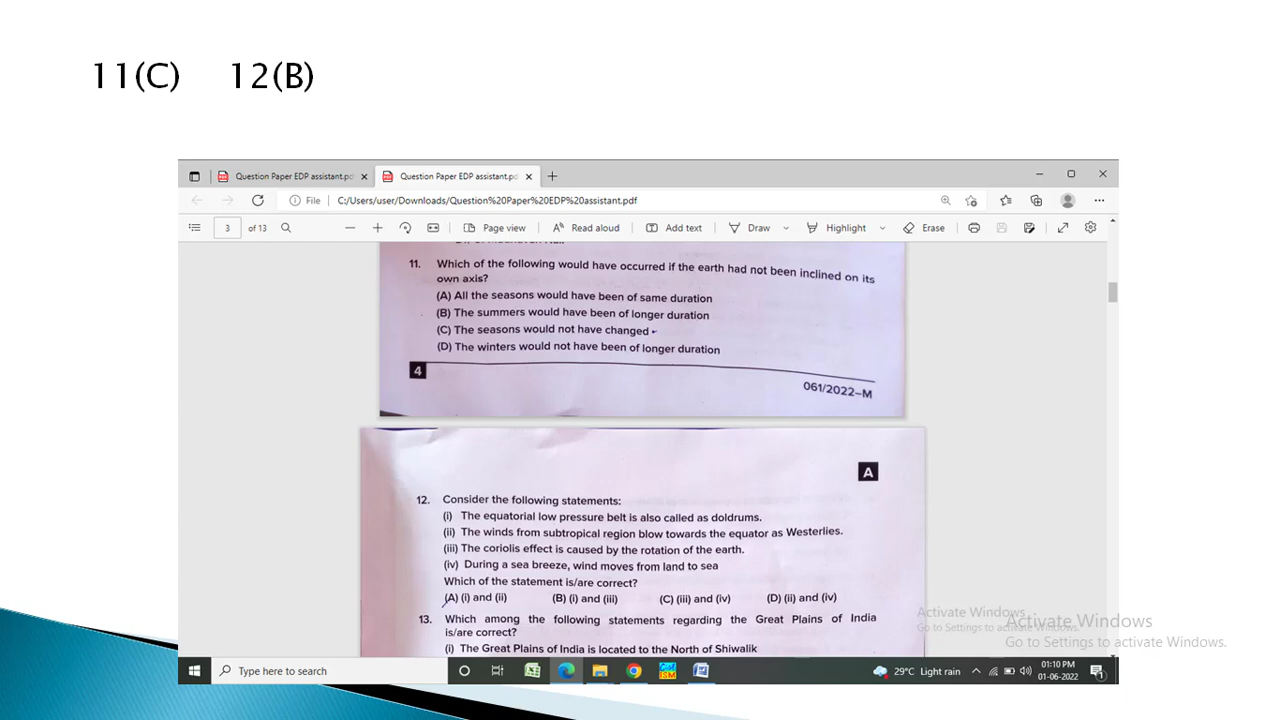 11(C) 12(B)
Question Paper EDP assistant.pd
Question Paper EDP assistant.pd
File C:/Users/user/Downloads/Question%20Paper%20EDP%20assistant.pdf
3 of 13 Page view Read aloud Add text Draw Highlight Erase
11. Which of the following would have occurred if the earth had not been inclined on its
own axis?
(A) All the seasons would have been of same duration
(B) The summers would have been of longer duration
(C) The seasons would not have changed
(D) The winters would not have been of longer duration
4
061/2022-M
A
12. Consider the following statements:
(i) The equatorial low pressure belt is also called as doldrums.
(ii) The winds from subtropical region blow towards the equator as Westerlies.
(iii) The coriolis effect is caused by the rotation of the earth.
(iv) During a sea breeze, wind moves from land to sea
Which of the statement is/are correct?
(A) (i) and (ii) (B) (i) and (iii) (C) (iii) and (iv) (D) (ii) and (iv)
13. Which among the following statements regarding the Great Plains of India
is/are correct?
(i) The Great Plains of India is located to the North of Shiwalik
Activate Windows
Go to Settings to activate Windows.
Activate Windows
Go to Settings to activate Windows.
Type here to search
29°C Light rain
01:10 PM
01-06-2022